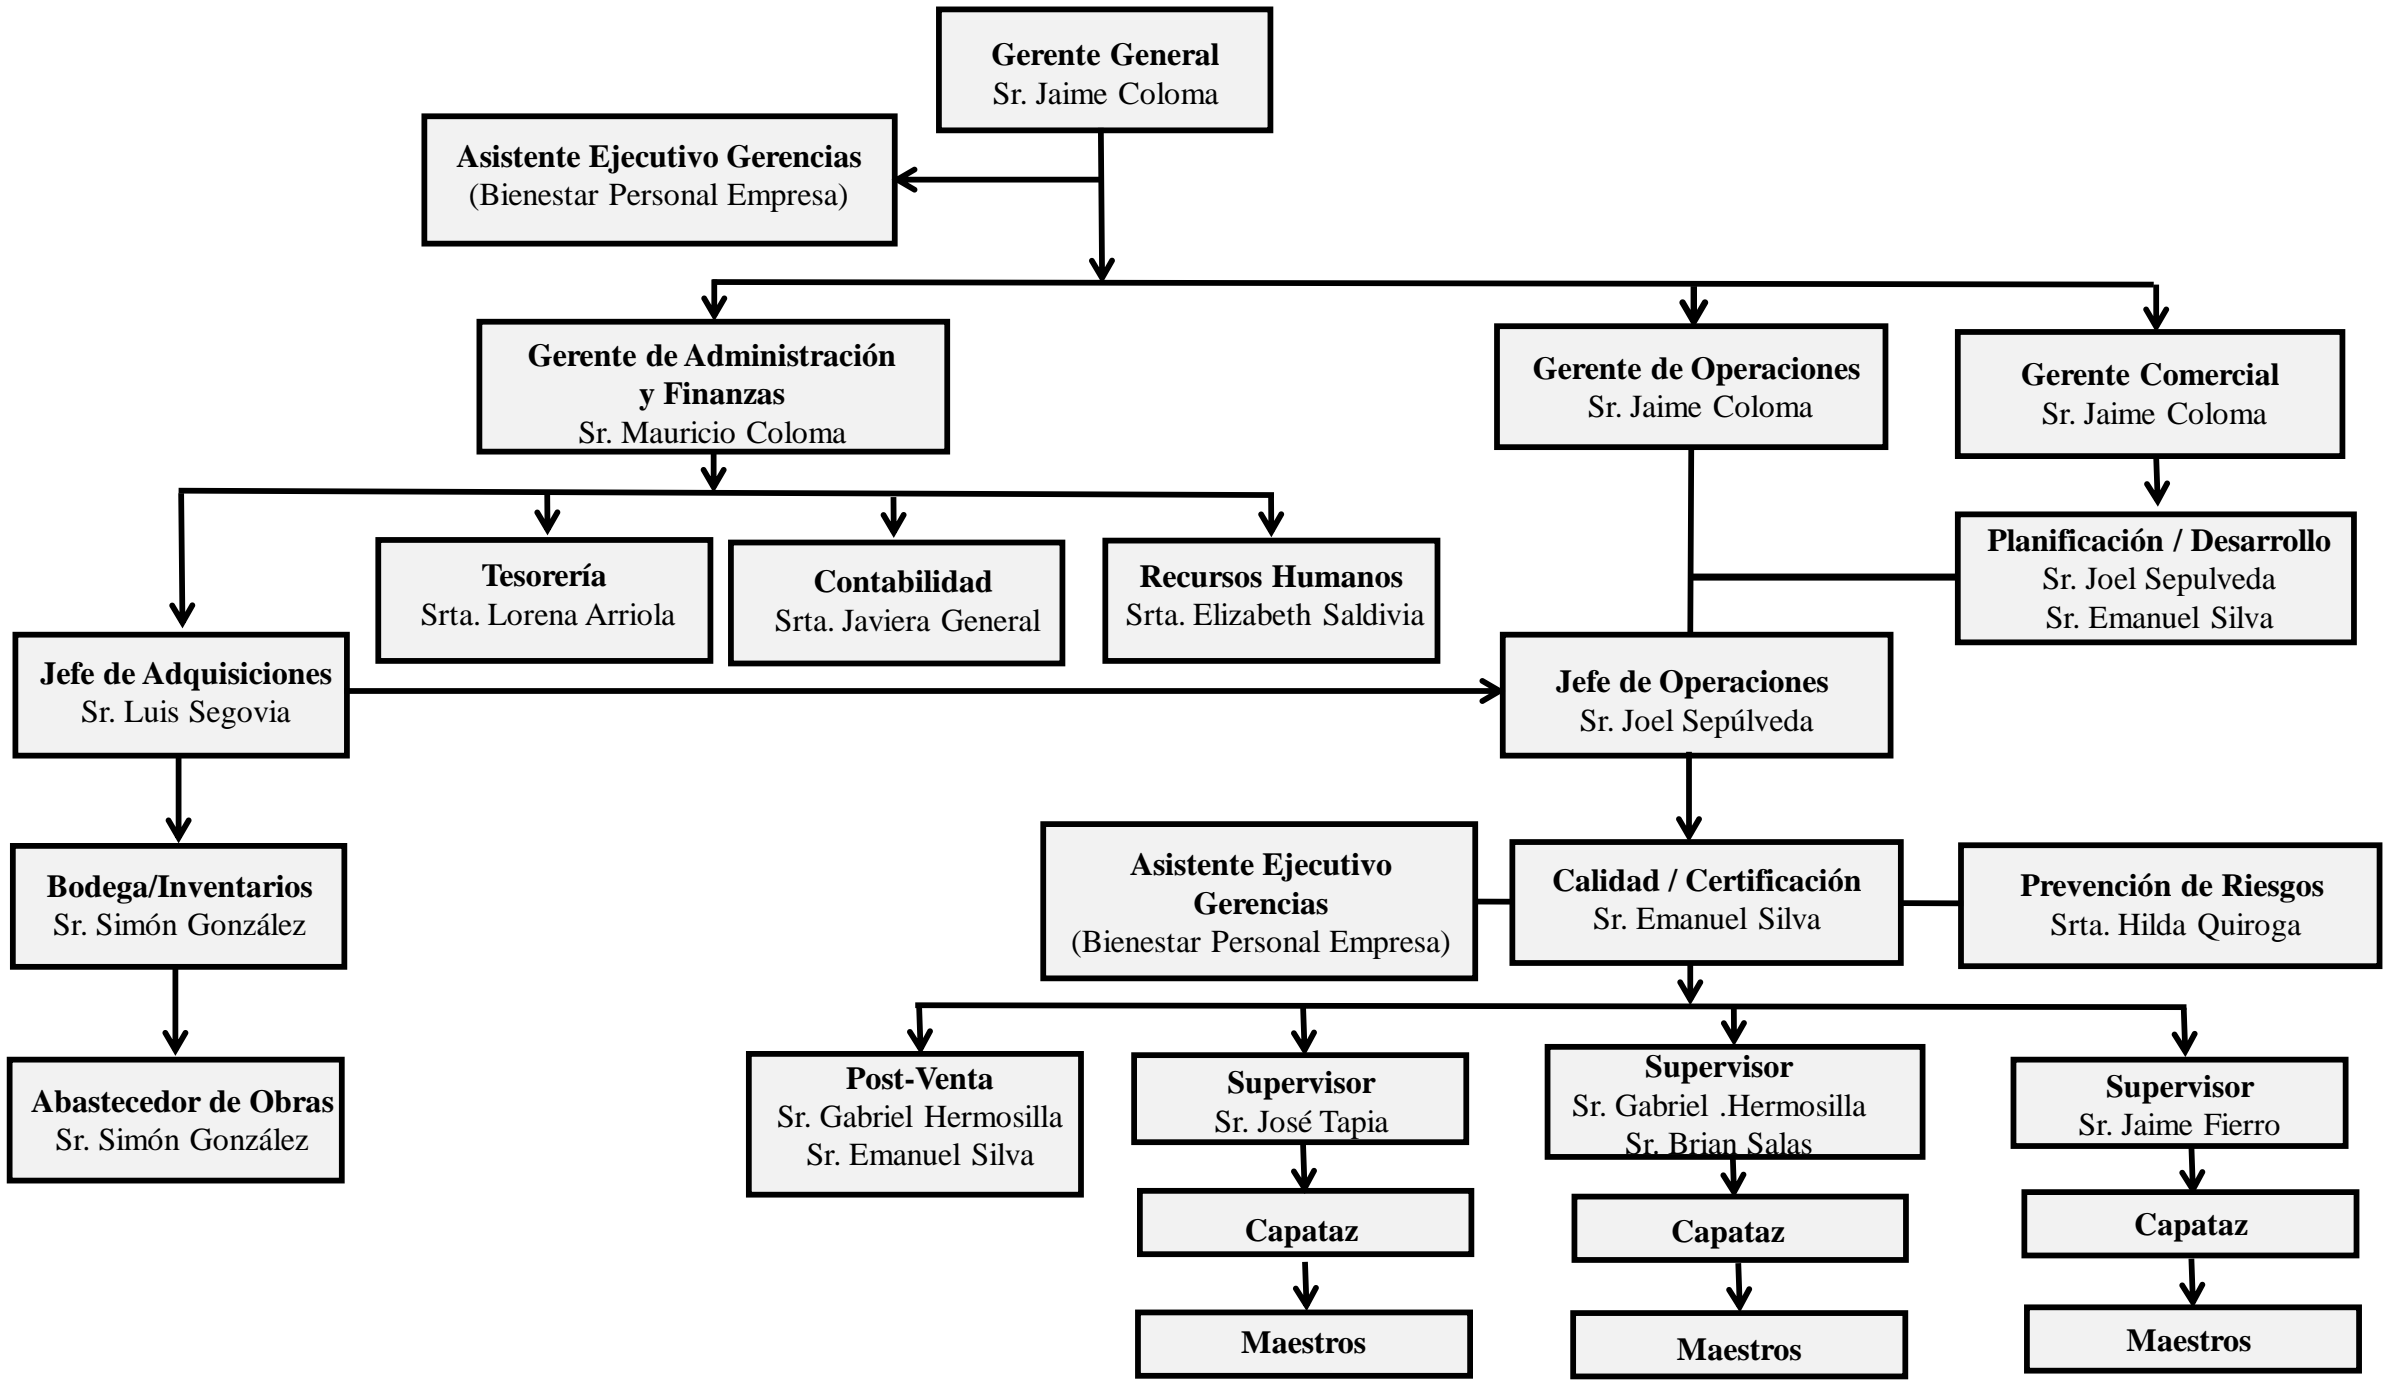 Gerente General
Sr. Jaime Coloma
Asistente Ejecutivo Gerencias
(Bienestar Personal Empresa)
Gerente de Administración
y Finanzas
Sr. Mauricio Coloma
Gerente de Operaciones
Sr. Jaime Coloma
Gerente Comercial
Sr. Jaime Coloma
Tesorería
Srta. Lorena Arriola
Contabilidad
Srta. Javiera General
Recursos Humanos
Srta. Elizabeth Saldivia
Planificación / Desarrollo
Sr. Joel Sepulveda
Sr. Emanuel Silva
Jefe de Adquisiciones
Sr. Luis Segovia
Jefe de Operaciones
Sr. Joel Sepúlveda
Bodega/Inventarios
Sr. Simón González
Asistente Ejecutivo
Gerencias
(Bienestar Personal Empresa)
Calidad / Certificación
Sr. Emanuel Silva
Prevención de Riesgos
Srta. Hilda Quiroga
Abastecedor de Obras
Sr. Simón González
Post-Venta
Sr. Gabriel Hermosilla
Sr. Emanuel Silva
Supervisor
Sr. José Tapia
Supervisor
Sr. Gabriel .Hermosilla
Sr. Brian Salas
Supervisor
Sr. Jaime Fierro
Capataz
Capataz
Capataz
Maestros
Maestros
Maestros